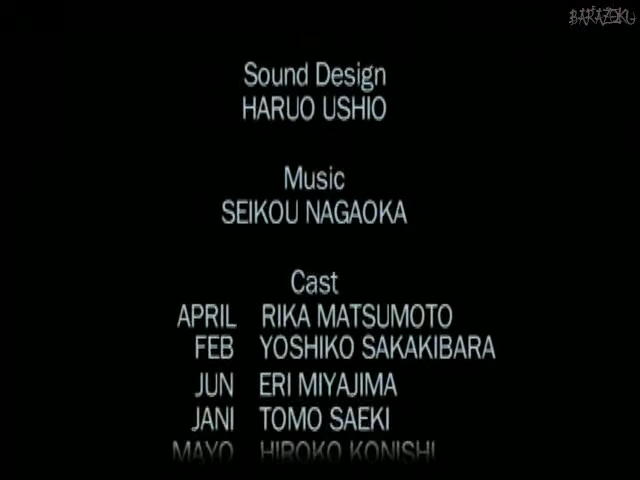 BARAZOKU
Sound Design
HARUO USHIO
Music
SEIKOU NAGAOKA
Cast
APRIL RIKA MATSUMOTO
FEB YOSHIKO SAKAKIBARA
JUN ERI MIYAJIMA
JANI TOMO SAEKI
MAYO HIROKO KONISHI